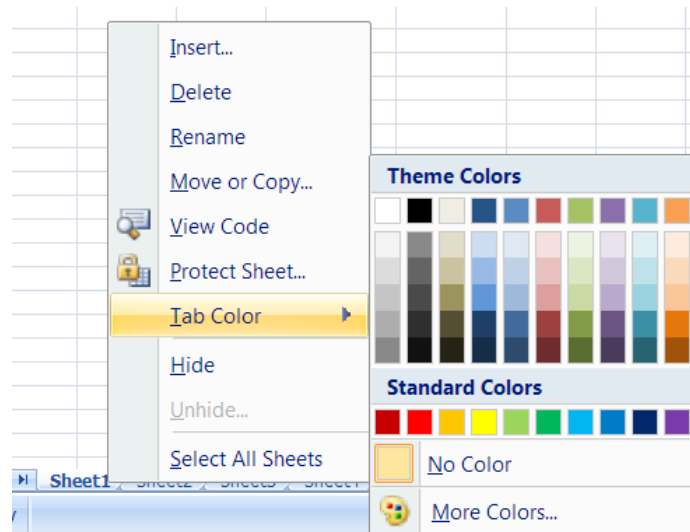 Insert...
Delete
Rename
Move or Copy...
View Code
Protect Sheet...
Tab Color
Hide
Unhide...
Select All Sheets
Theme Colors
Standard Colors
No Color
More Colors...
Sheet1